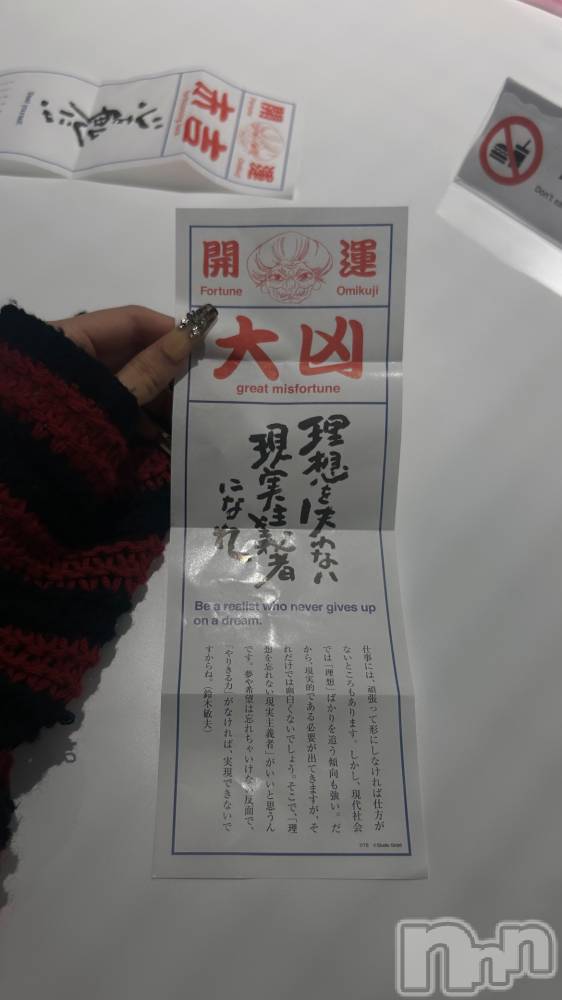 開運
Fortune Omikuji
大凶
great misfortune
理想を失わない
現実主義者
になれ
Be a realist who never gives up
on a dream.
仕事には、頑張って形にしなければ仕方が
ないところもあります。しかし、現代社会
では「理想」ばかりを追う傾向も強い。だ
から、現実的である必要が出てきますが、そ
れだけでは面白くないでしょう。そこで、「理
想を忘れない現実主義者」がいいと思うん
です。夢や希望は忘れちゃいけない反面で、
「やりきる力」がなければ、実現できないで
すからね。(鈴木敏夫)
©Studio Ghibli
開運
Omikuji
吉
Don't ea
nnn